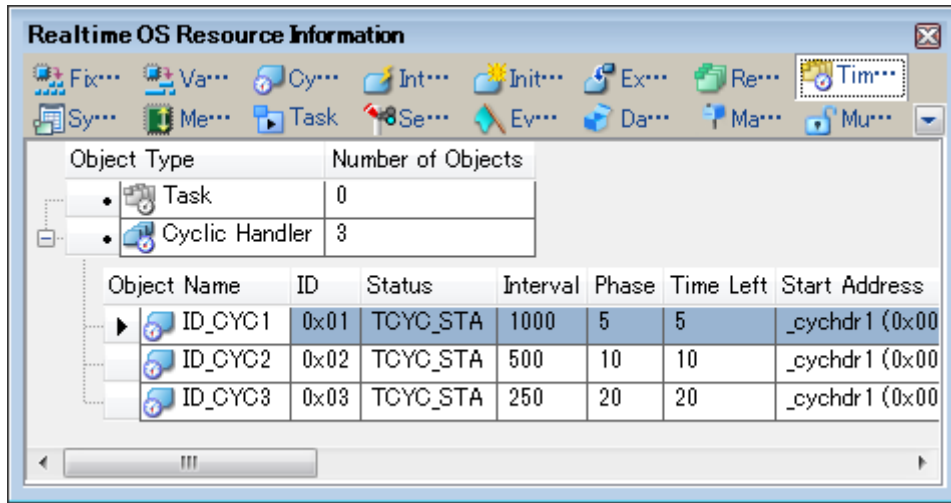 Realtime OS Resource Information
Fix··· Va··· Cy··· Int··· Init··· Ex··· Re··· Tim···
Sy··· Me··· Task Se··· Ev··· Da··· Ma··· Mu···
Object Type Number of Objects
Task 0
Cyclic Handler 3
Object Name ID Status Interval Phase Time Left Start Address
ID_CYC1 0x01 TCYC_STA 1000 5 5 _cychdr1 (0x00
ID_CYC2 0x02 TCYC_STA 500 10 10 _cychdr1 (0x00
ID_CYC3 0x03 TCYC_STA 250 20 20 _cychdr1 (0x00